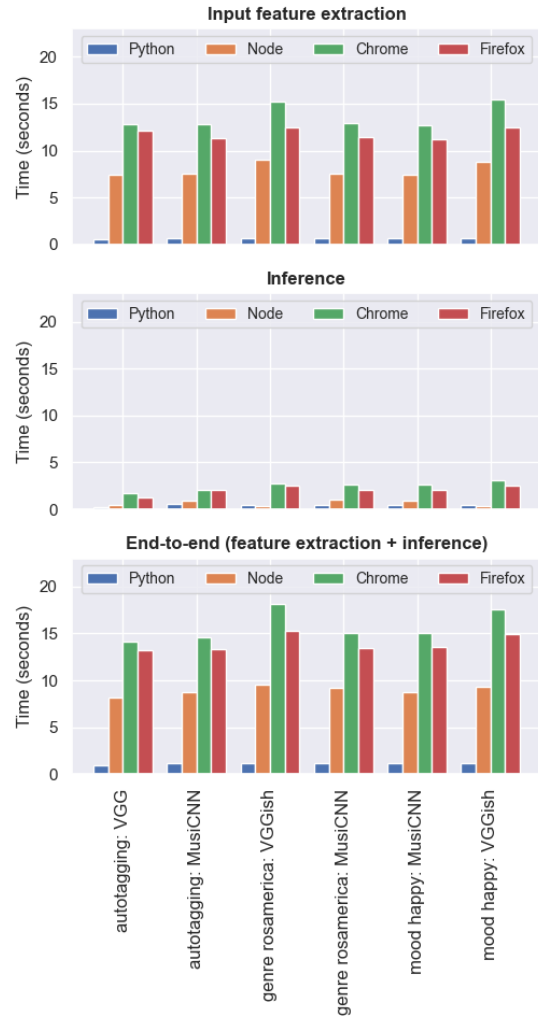 Input feature extraction
Python Node Chrome Firefox
Time (seconds)
20
15
10
5
0
Inference
Python Node Chrome Firefox
Time (seconds)
20
15
10
5
0
End-to-end (feature extraction + inference)
Python Node Chrome Firefox
Time (seconds)
20
15
10
5
0
autotagging: VGG
autotagging: MusiCNN
genre rosamerica: VGGish
genre rosamerica: MusiCNN
mood happy: MusiCNN
mood happy: VGGish